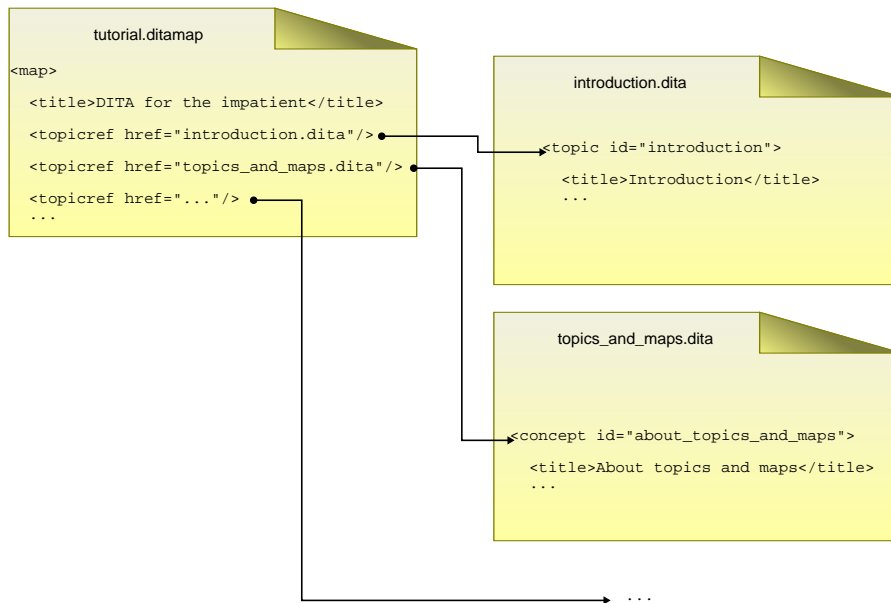 tutorial.ditamap
<map>
<title>DITA for the impatient</title>
<topicref href="introduction.dita"/>
<topicref href="topics_and_maps.dita"/>
<topicref href="..."/>
...
introduction.dita
<topic id="introduction">
<title>Introduction</title>
...
topics_and_maps.dita
<concept id="about_topics_and_maps">
<title>About topics and maps</title>
...
...